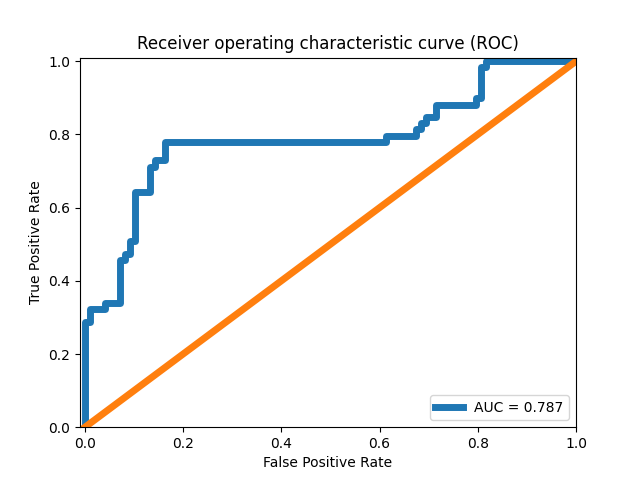 Receiver operating characteristic curve (ROC)
1.0
0.8
0.6
0.4
0.2
0.0
True Positive Rate
0.0 0.2 0.4 0.6 0.8 1.0
False Positive Rate
AUC = 0.787